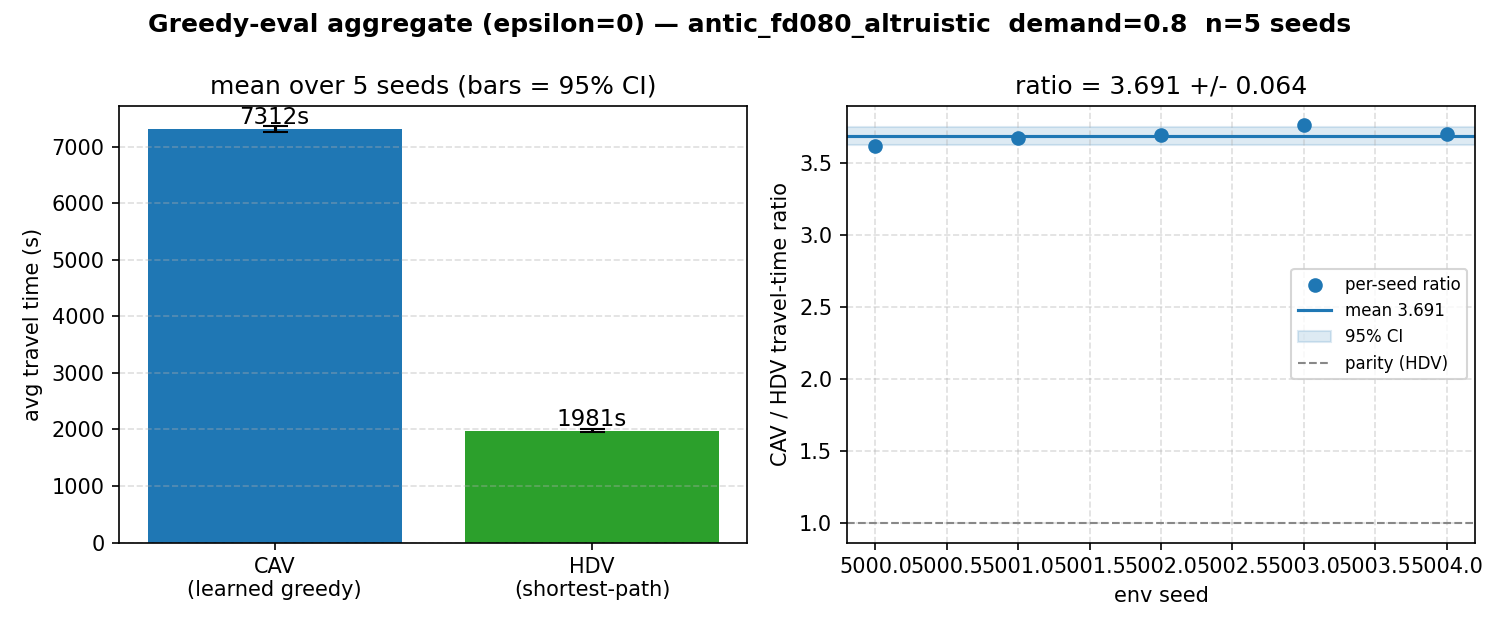 Greedy-eval aggregate (epsilon=0) — antic_fd080_altruistic  demand=0.8  n=5 seeds
mean over 5 seeds (bars = 95% CI)
7312s
1981s
avg travel time (s)
7000
6000
5000
4000
3000
2000
1000
0
CAV
(learned greedy)
HDV
(shortest-path)
ratio = 3.691 +/- 0.064
CAV / HDV travel-time ratio
3.5
3.0
2.5
2.0
1.5
1.0
per-seed ratio
mean 3.691
95% CI
parity (HDV)
5000.05000.55001.05001.55002.05002.55003.05003.55004.0
env seed